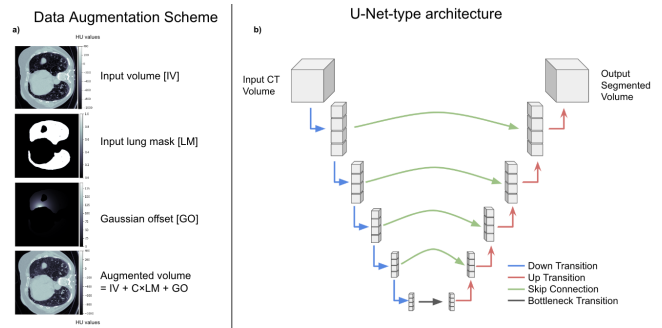 Data Augmentation Scheme
U-Net-type architecture
a)
HU values
Input volume [IV]
Input lung mask [LM]
Gaussian offset [GO]
Augmented volume
= IV + C×LM + GO
HU values
b)
Input CT
Volume
Output
Segmented
Volume
Down Transition
Up Transition
Skip Connection
Bottleneck Transition